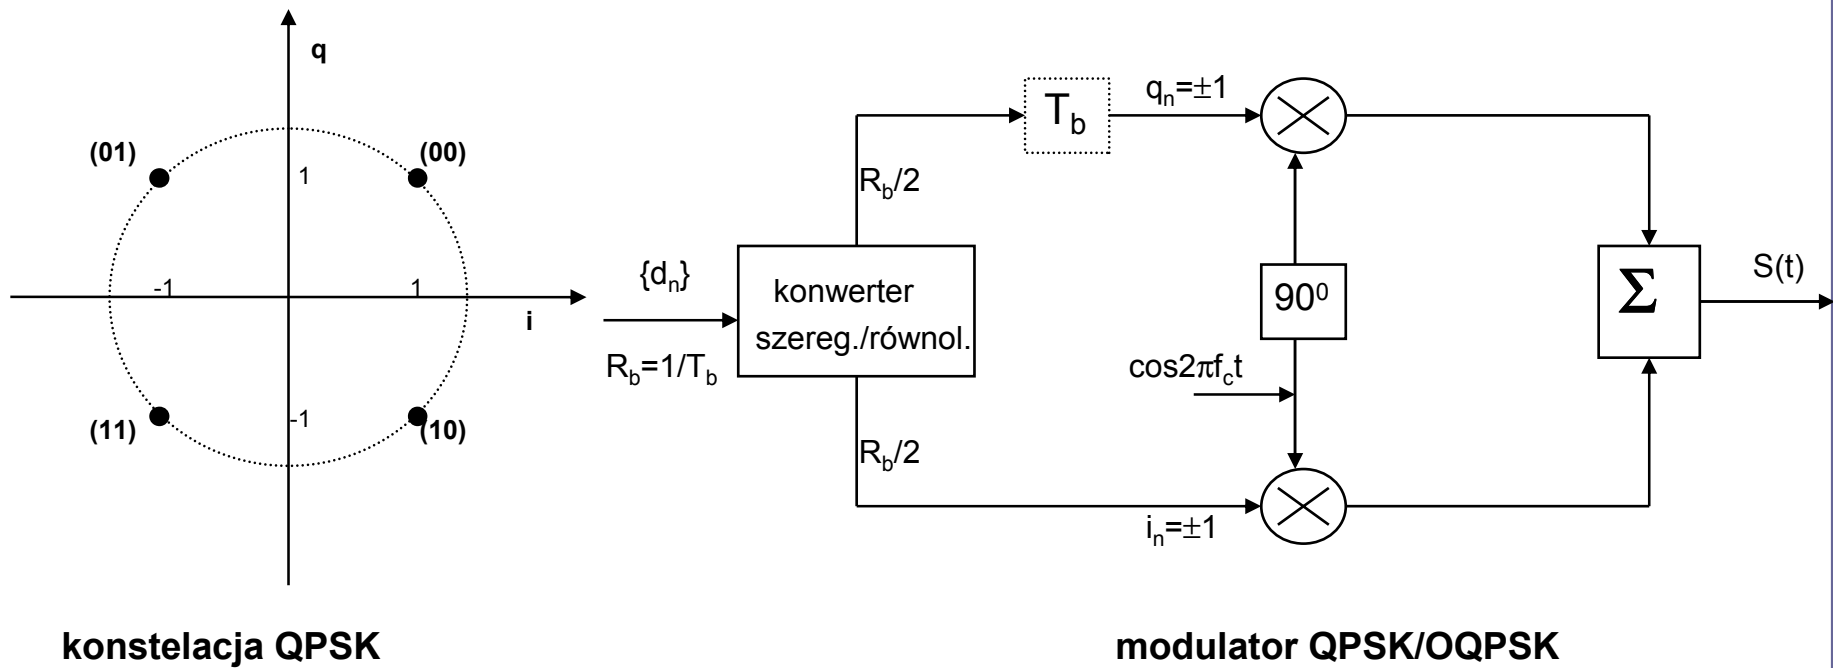 q
(01)
(00)
1
-1
1
i
-1
(11)
(10)
konstelacja QPSK
T_b
q_n=±1
R_b/2
{d_n}
R_b=1/T_b
konwerter
szereg./równol.
90⁰
cos2πf_ct
Σ
S(t)
R_b/2
i_n=±1
modulator QPSK/OQPSK